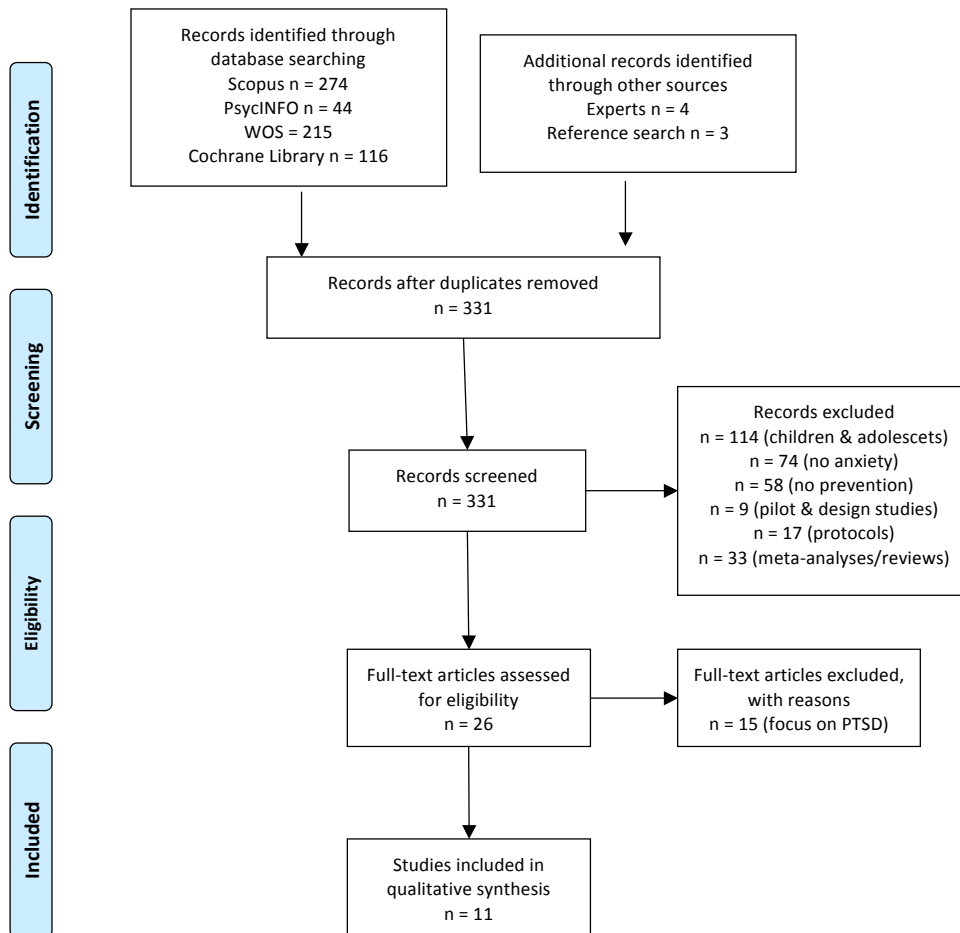 Identification
Records identified through
database searching
Scopus n = 274
PsycINFO n = 44
WOS = 215
Cochrane Library n = 116
Additional records identified
through other sources
Experts n = 4
Reference search n = 3
Records after duplicates removed
n = 331
Screening
Records screened
n = 331
Records excluded
n = 114 (children & adolescets)
n = 74 (no anxiety)
n = 58 (no prevention)
n = 9 (pilot & design studies)
n = 17 (protocols)
n = 33 (meta-analyses/reviews)
Eligibility
Full-text articles assessed
for eligibility
n = 26
Full-text articles excluded,
with reasons
n = 15 (focus on PTSD)
Included
Studies included in
qualitative synthesis
n = 11